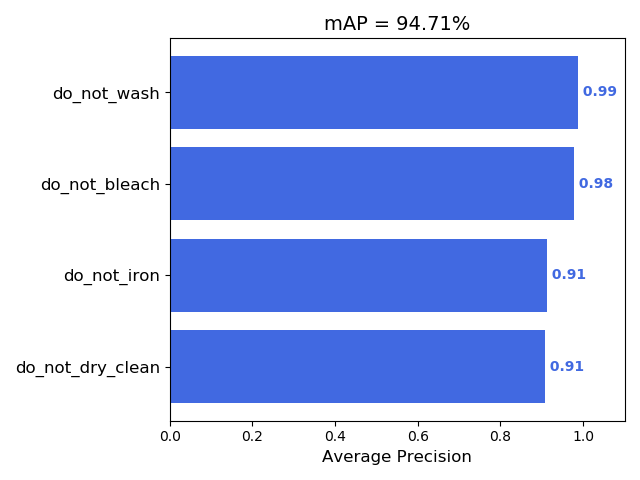 mAP = 94.71%
do_not_wash
0.99
do_not_bleach
0.98
do_not_iron
0.91
do_not_dry_clean
0.91
0.0 0.2 0.4 0.6 0.8 1.0
Average Precision